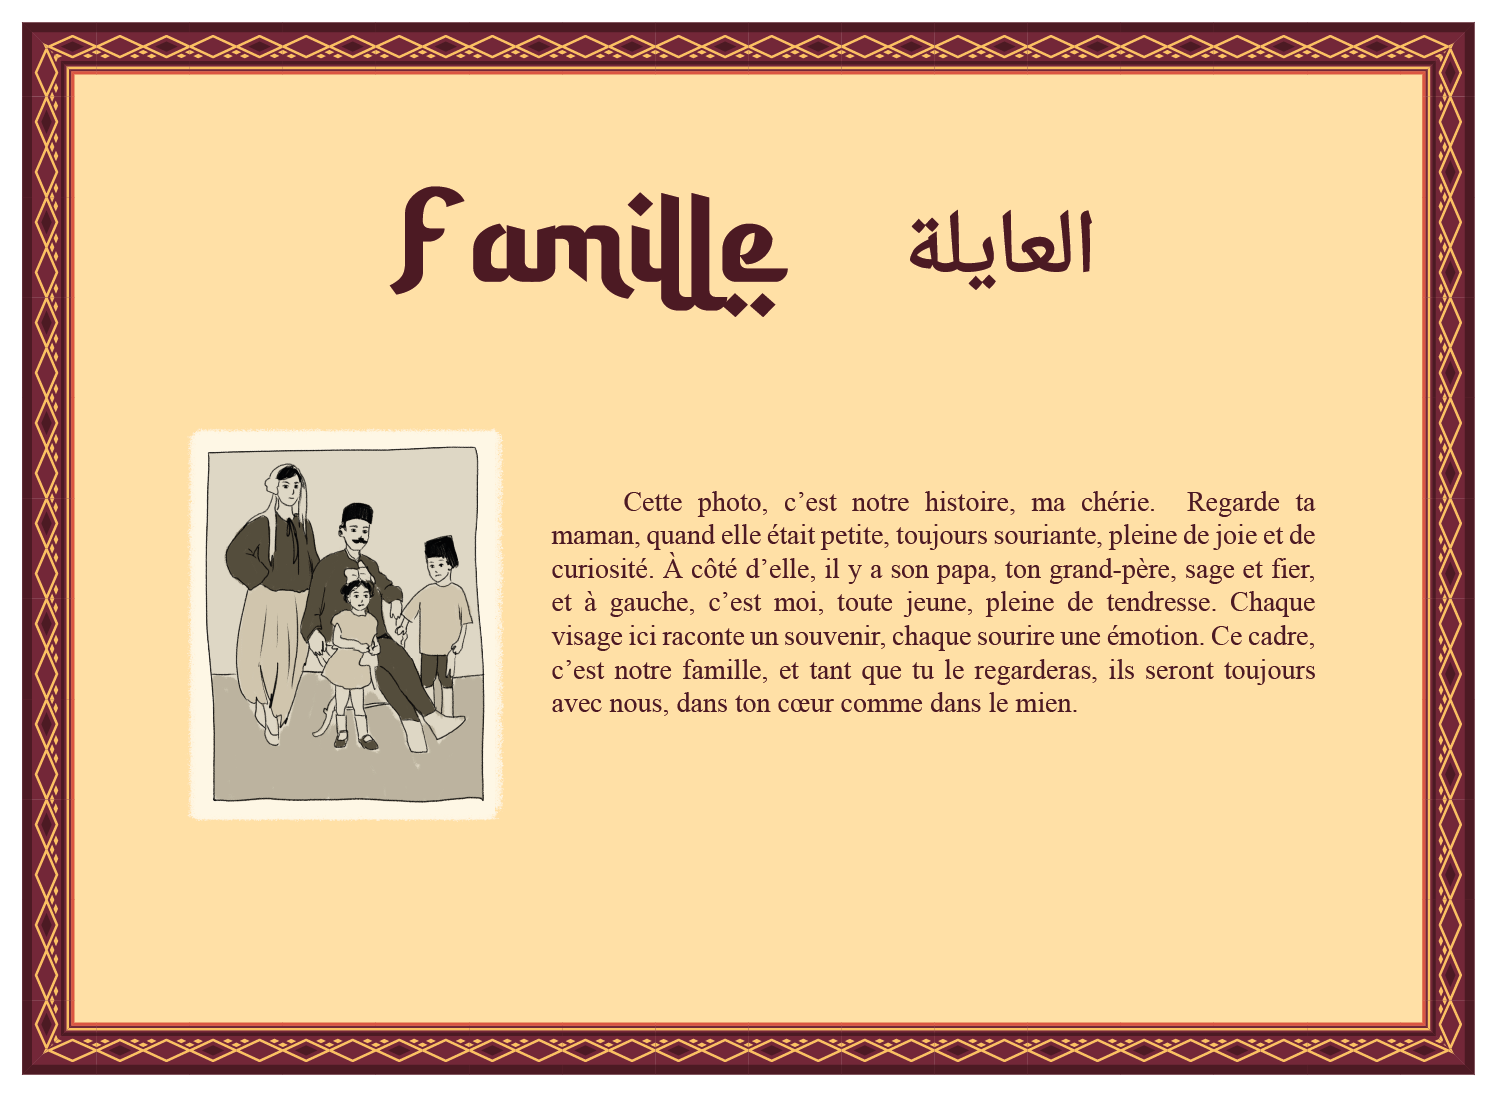 Famille
العايلة
Cette photo, c’est notre histoire, ma chérie. Regarde ta
maman, quand elle était petite, toujours souriante, pleine de joie et de
curiosité. À côté d’elle, il y a son papa, ton grand-père, sage et fier,
et à gauche, c’est moi, toute jeune, pleine de tendresse. Chaque
visage ici raconte un souvenir, chaque sourire une émotion. Ce cadre,
c’est notre famille, et tant que tu le regarderas, ils seront toujours
avec nous, dans ton cœur comme dans le mien.